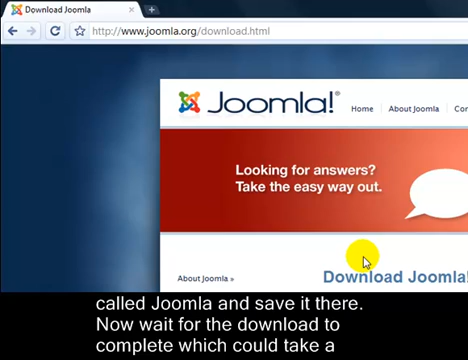 Download Joomla
http://www.joomla.org/download.html
Joomla!®
Home About Joomla
Looking for answers?
Take the easy way out.
About Joomla »
Download Joomla!
called Joomla and save it there.
Now wait for the download to
complete which could take a